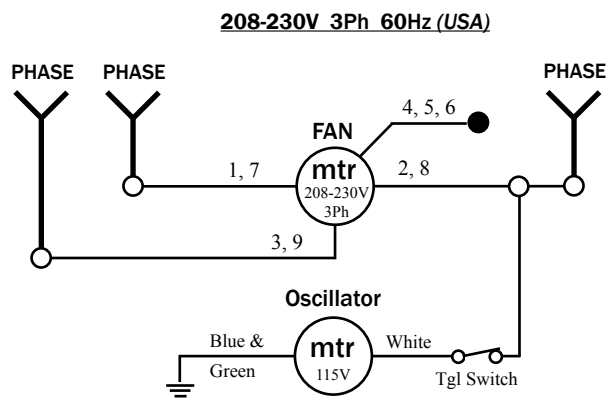 208-230V 3Ph 60Hz (USA)
PHASE PHASE PHASE
4, 5, 6
FAN
1, 7
mtr
208-230V
3Ph
2, 8
3, 9
Oscillator
Blue &
Green
mtr
115V
White
Tgl Switch